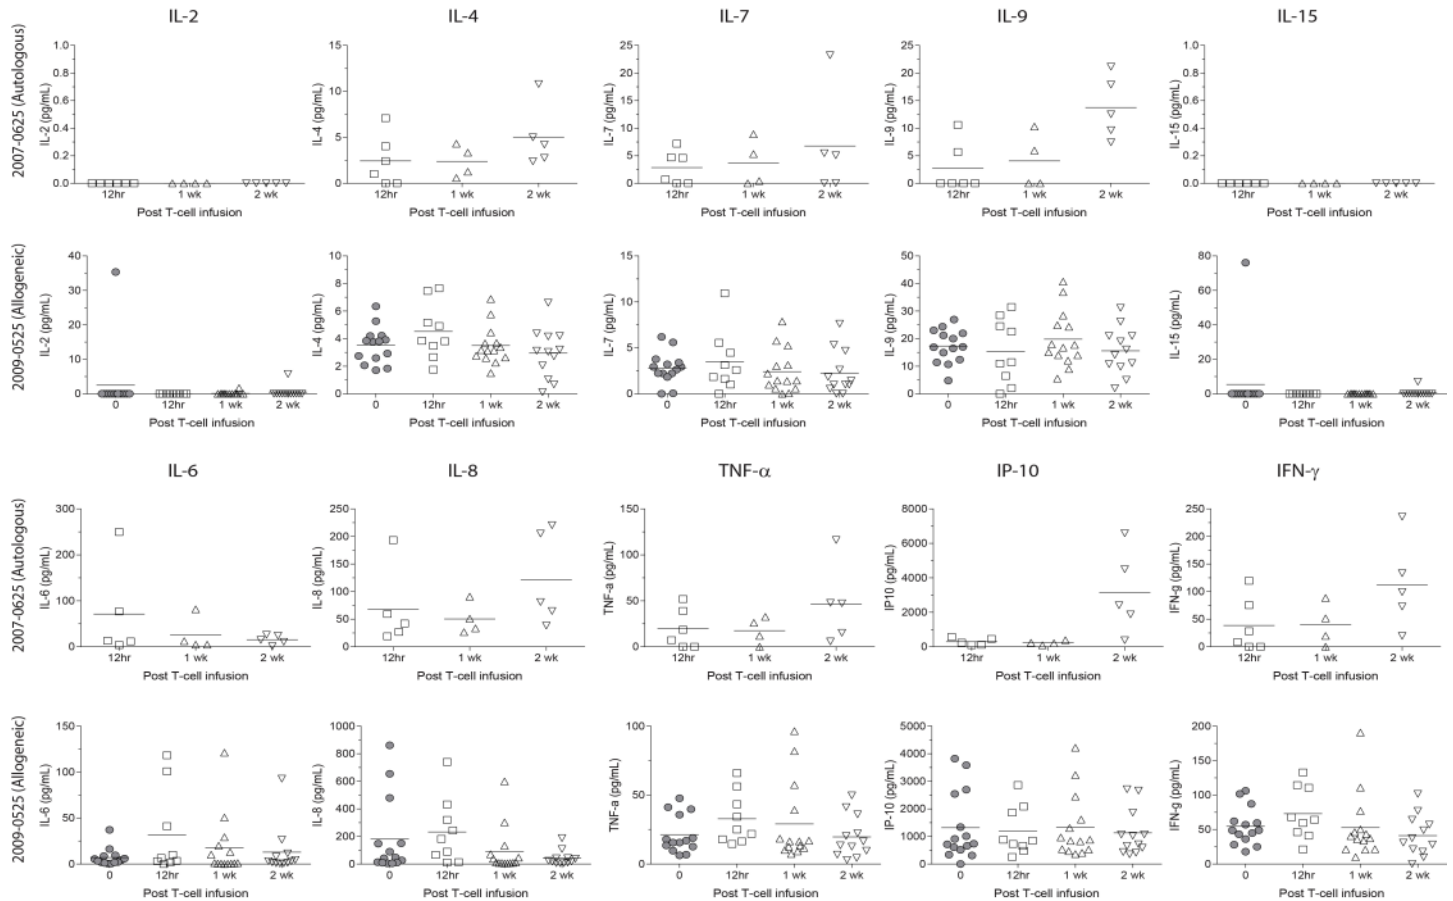 IL-2 IL-4 IL-7 IL-9 IL-15
2007-0625 (Autologous)
IL-2 (pg/mL)
1.0
0.8
0.6
0.4
0.2
0.0
12hr 1 wk 2 wk
Post T-cell infusion
IL-4 (pg/mL)
15
10
5
0
12hr 1 wk 2 wk
Post T-cell infusion
IL-7 (pg/mL)
25
20
15
10
5
0
12hr 1 wk 2 wk
Post T-cell infusion
IL-9 (pg/mL)
25
20
15
10
5
0
12hr 1 wk 2 wk
Post T-cell infusion
IL-15 (pg/mL)
1.0
0.8
0.6
0.4
0.2
0.0
12hr 1 wk 2 wk
Post T-cell infusion
2009-0525 (Allogeneic)
IL-2 (pg/mL)
40
30
20
10
0
0 12hr 1 wk 2 wk
Post T-cell infusion
IL-4 (pg/mL)
10
8
6
4
2
0
0 12hr 1 wk 2 wk
Post T-cell infusion
IL-7 (pg/mL)
15
10
5
0
0 12hr 1 wk 2 wk
Post T-cell infusion
IL-9 (pg/mL)
50
40
30
20
10
0
0 12hr 1 wk 2 wk
Post T-cell infusion
IL-15 (pg/mL)
80
60
40
20
0
0 12hr 1 wk 2 wk
Post T-cell infusion
IL-6 IL-8 TNF-α IP-10 IFN-γ
2007-0625 (Autologous)
IL-6 (pg/mL)
300
200
100
0
12hr 1 wk 2 wk
Post T-cell infusion
IL-8 (pg/mL)
250
200
150
100
50
0
12hr 1 wk 2 wk
Post T-cell infusion
TNF-a (pg/mL)
150
100
50
0
12hr 1 wk 2 wk
Post T-cell infusion
IP10 (pg/mL)
8000
6000
4000
2000
0
12hr 1 wk 2 wk
Post T-cell infusion
IFN-g (pg/mL)
250
200
150
100
50
0
12hr 1 wk 2 wk
Post T-cell infusion
2009-0525 (Allogeneic)
IL-6 (pg/mL)
150
100
50
0
0 12hr 1 wk 2 wk
Post T-cell infusion
IL-8 (pg/mL)
1000
800
600
400
200
0
0 12hr 1 wk 2 wk
Post T-cell infusion
TNF-a (pg/mL)
100
50
0
0 12hr 1 wk 2 wk
Post T-cell infusion
IP-10 (pg/mL)
5000
4000
3000
2000
1000
0
0 12hr 1 wk 2 wk
Post T-cell infusion
IFN-g (pg/mL)
200
150
100
50
0
0 12hr 1 wk 2 wk
Post T-cell infusion